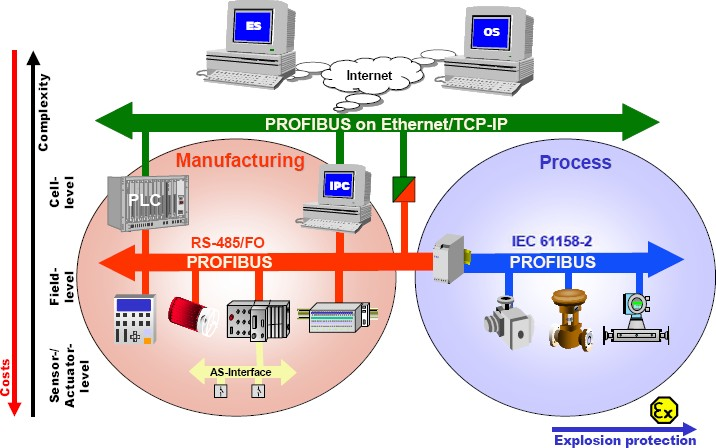 ES
OS
Internet
PROFIBUS on Ethernet/TCP-IP
Complexity
Costs
Manufacturing
Process
Cell-
level
PLC
IPC
RS-485/FO
PROFIBUS
IEC 61158-2
PROFIBUS
Field-
level
AS-Interface
Sensor-/
Actuator-
level
Ex
Explosion protection